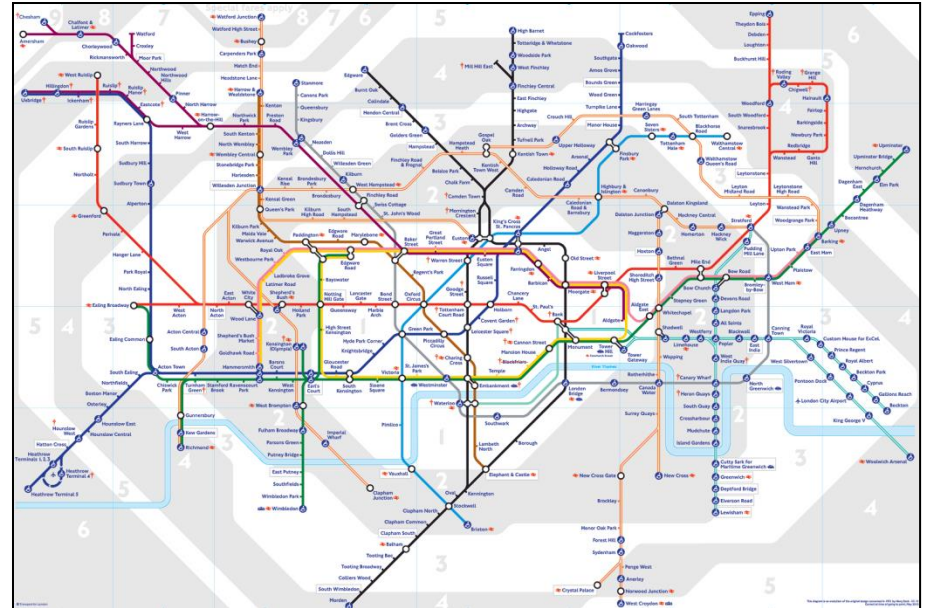 Special fares apply
9
8
7
8
7
6
5
Chesham
Chalfont &
Latimer
Watford Junction
Amersham
Watford
Watford High Street
Croxley
Bushey
Chorleywood
Rickmansworth
Moor Park
Carpenders Park
Hatch End
Northwood
Northwood
Hills
Headstone Lane
Pinner
Harrow &
Wealdstone
North Harrow
Harrow-
on-the-Hill
West
Harrow
Northwick
Park
Preston
Road
Kenton
South Kenton
North Wembley
Wembley Central
Wembley
Park
Stonebridge Park
Harlesden
Willesden Junction
Kensal Green
Queen's Park
Kilburn Park
Maida Vale
Warwick Avenue
Royal Oak
Westbourne Park
Ladbroke Grove
Latimer Road
West Ruislip
Hillingdon
Ruislip
Ruislip
Manor
Uxbridge
Ickenham
Eastcote
Rayners Lane
Ruislip
Gardens
South Ruislip
Northolt
Greenford
Perivale
Hanger Lane
South Harrow
Sudbury Hill
Sudbury Town
Alperton
Park Royal
North Ealing
Ealing Broadway
West
Acton
North
Acton
East
Acton
White
City
Wood Lane
Shepherd's
Bush
Holland
Park
Notting
Hill Gate
Queensway
Lancaster
Gate
Marble
Arch
Bond
Street
Oxford
Circus
Tottenham
Court Road
Holborn
Chancery
Lane
St. Paul's
Bank
Liverpool
Street
Bethnal
Green
Mile End
Stratford
Leyton
Leytonstone
Snaresbrook
South Woodford
Woodford
Buckhurst Hill
Loughton
Debden
Theydon Bois
Epping
Roding
Valley
Chigwell
Grange
Hill
Hainault
Fairlop
Barkingside
Newbury Park
Gants
Hill
Wanstead
Stanmore
Canons Park
Queensbury
Kingsbury
Neasden
Dollis Hill
Willesden Green
Kilburn
West Hampstead
Finchley Road
Swiss Cottage
St. John's Wood
Baker
Street
Edgware
Burnt Oak
Colindale
Hendon Central
Brent Cross
Golders Green
Hampstead
Belsize Park
Chalk Farm
Camden Town
Mornington
Crescent
Euston
High Barnet
Totteridge & Whetstone
Woodside Park
West Finchley
Mill Hill East
Finchley Central
East Finchley
Highgate
Archway
Tufnell Park
Kentish Town
Kentish
Town West
Gospel
Oak
Hampstead
Heath
Finchley Road
& Frognal
Brondesbury
Brondesbury
Park
Kensal
Rise
Kilburn
High Road
South
Hampstead
Camden
Road
Caledonian
Road &
Barnsbury
Highbury &
Islington
Canonbury
Cockfosters
Oakwood
Southgate
Arnos Grove
Bounds Green
Wood Green
Turnpike Lane
Manor House
Finsbury
Park
Arsenal
Holloway Road
Caledonian Road
King's Cross
St. Pancras
Crouch Hill
Upper Holloway
Harringay
Green Lanes
Seven
Sisters
South Tottenham
Tottenham
Hale
Blackhorse
Road
Walthamstow
Central
Walthamstow
Queen's Road
Leyton
Midland Road
Leytonstone
High Road
Wanstead Park
Woodgrange Park
Dalston Kingsland
Dalston Junction
Hackney
Central
Homerton
Hackney
Wick
Haggerston
Hoxton
Shoreditch
High Street
Pudding
Mill Lane
Bow Road
Bow Church
Bromley-
by-Bow
West Ham
Plaistow
Upton Park
East Ham
Barking
Upney
Becontree
Dagenham
Heathway
Dagenham
East
Elm Park
Hornchurch
Upminster Bridge
Upminster
Paddington
Edgware
Road
Marylebone
Edgware
Road
Bayswater
Great
Portland
Street
Warren Street
Euston
Square
Regent's Park
Goodge
Street
Russell
Square
Angel
Old Street
Farringdon
Barbican
Moorgate
Aldgate
East
Aldgate
Whitechapel
Stepney Green
Goldhawk Road
Shepherd's Bush
Market
Kensington
(Olympia)
High Street
Kensington
Hyde Park Corner
Knightsbridge
Green Park
Piccadilly
Circus
Leicester Square
Covent Garden
Charing
Cross
Cannon Street
Mansion House
Blackfriars
Temple
Embankment
Westminster
St. James's
Park
Victoria
Sloane
Square
South
Kensington
Gloucester
Road
Earl's
Court
West
Kensington
Barons
Court
Hammersmith
Ravenscourt
Park
Stamford
Brook
Turnham
Green
Chiswick
Park
Acton Town
Acton Central
South Acton
Ealing Common
South Ealing
Northfields
Boston Manor
Osterley
Hounslow East
Hounslow Central
Hounslow
West
Hatton Cross
Heathrow
Terminals 1, 2, 3
Heathrow
Terminal 4
Heathrow Terminal 5
Gunnersbury
Kew Gardens
Richmond
West Brompton
Fulham Broadway
Parsons Green
Putney Bridge
East Putney
Southfields
Wimbledon Park
Wimbledon
Imperial
Wharf
Clapham
Junction
Pimlico
Vauxhall
Stockwell
Brixton
Oval
Kennington
Clapham North
Clapham Common
Clapham South
Balham
Tooting Bec
Tooting Broadway
Colliers Wood
South Wimbledon
Morden
Waterloo
Lambeth
North
Elephant & Castle
Southwark
Borough
London
Bridge
Bermondsey
Monument
Tower
Hill
Tower
Gateway
River Thames
Shadwell
Wapping
Rotherhithe
Canada
Water
Surrey Quays
New Cross Gate
New Cross
Brockley
Honor Oak Park
Forest Hill
Sydenham
Crystal Palace
Penge West
Anerley
Norwood Junction
West Croydon
Limehouse
Westferry
Poplar
Devons Road
Langdon Park
All Saints
Blackwall
East
India
Canning
Town
West
India Quay
Canary Wharf
Heron Quays
South Quay
Crossharbour
Mudchute
Island Gardens
Cutty Sark for
Maritime Greenwich
Greenwich
Deptford Bridge
Elverson Road
Lewisham
North
Greenwich
Royal
Victoria
Custom House for ExCeL
Prince Regent
Royal Albert
Beckton Park
Cyprus
Gallions Reach
Beckton
West Silvertown
Pontoon Dock
London City Airport
King George V
Woolwich Arsenal